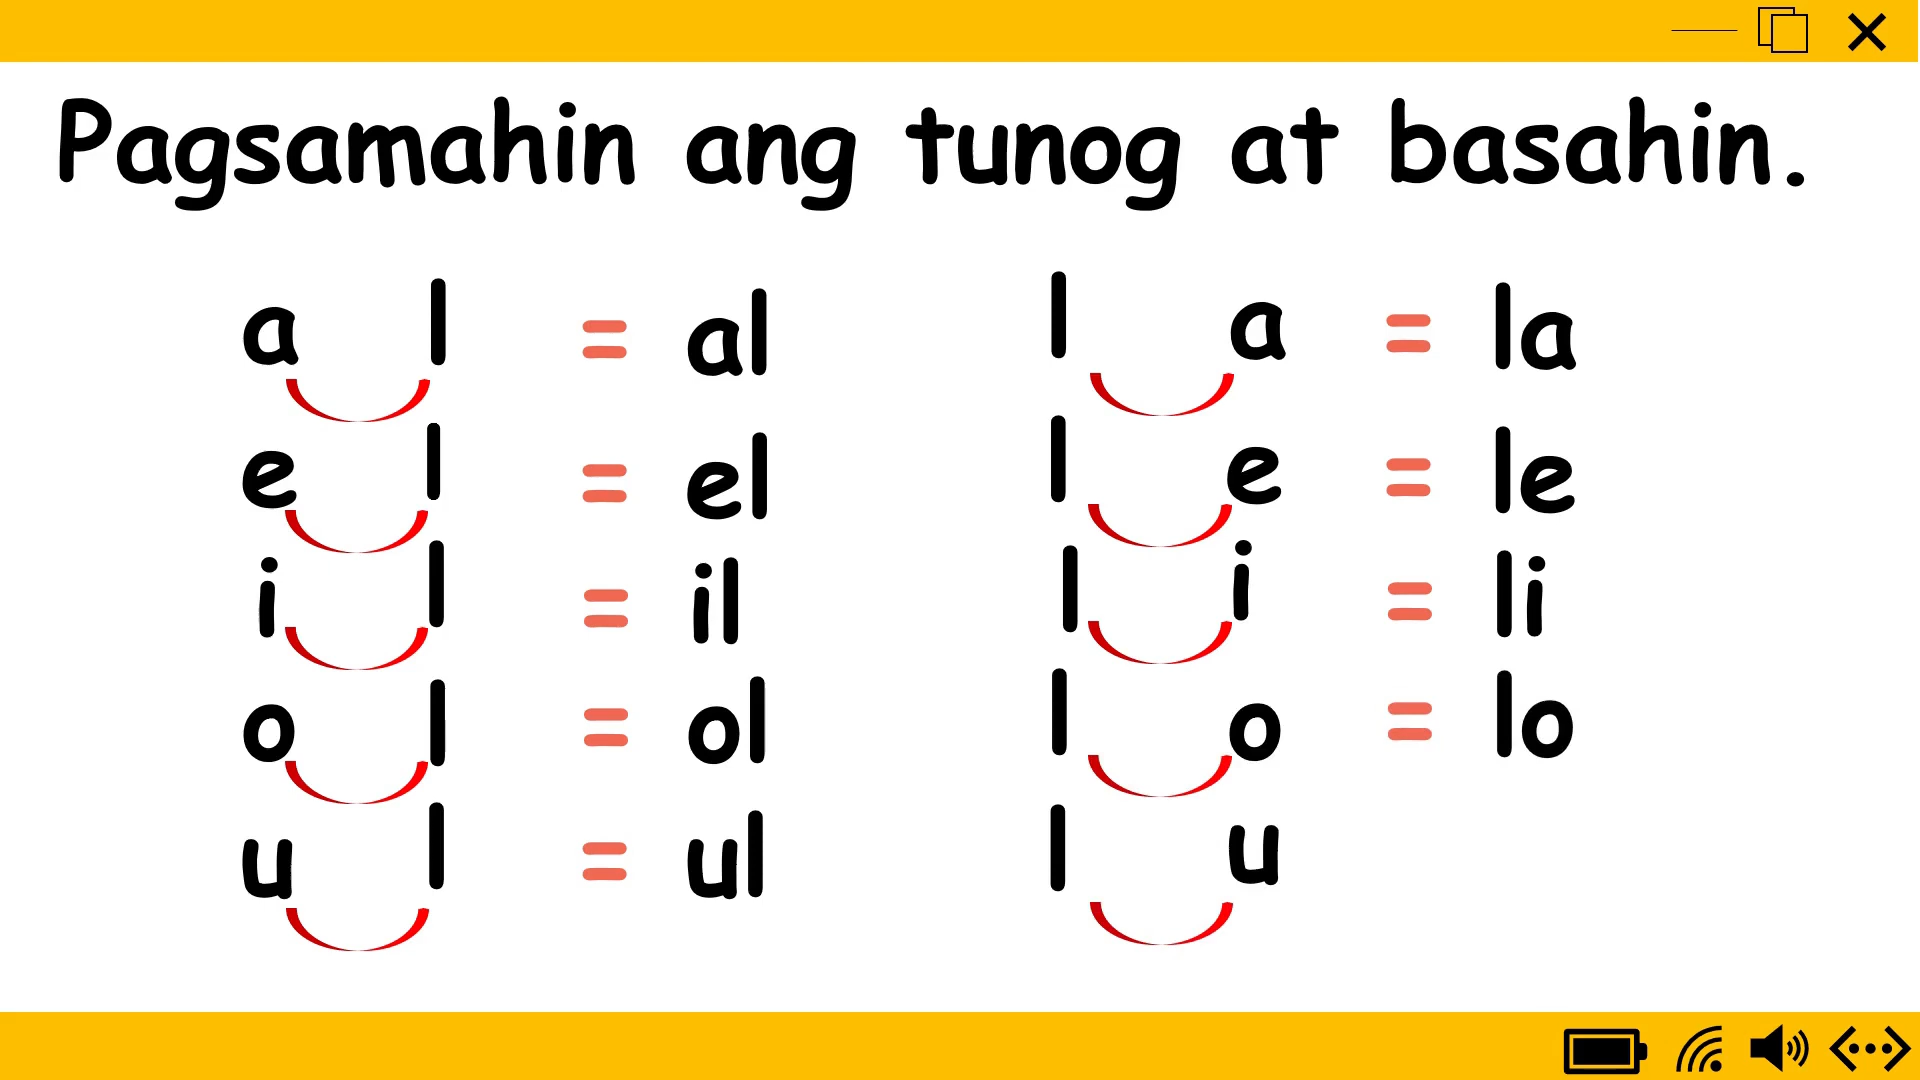 Pagsamahin ang tunog at basahin.
a l = al
e l = el
i l = il
o l = ol
u l = ul
l a = la
l e = le
l i = li
l o = lo
l u